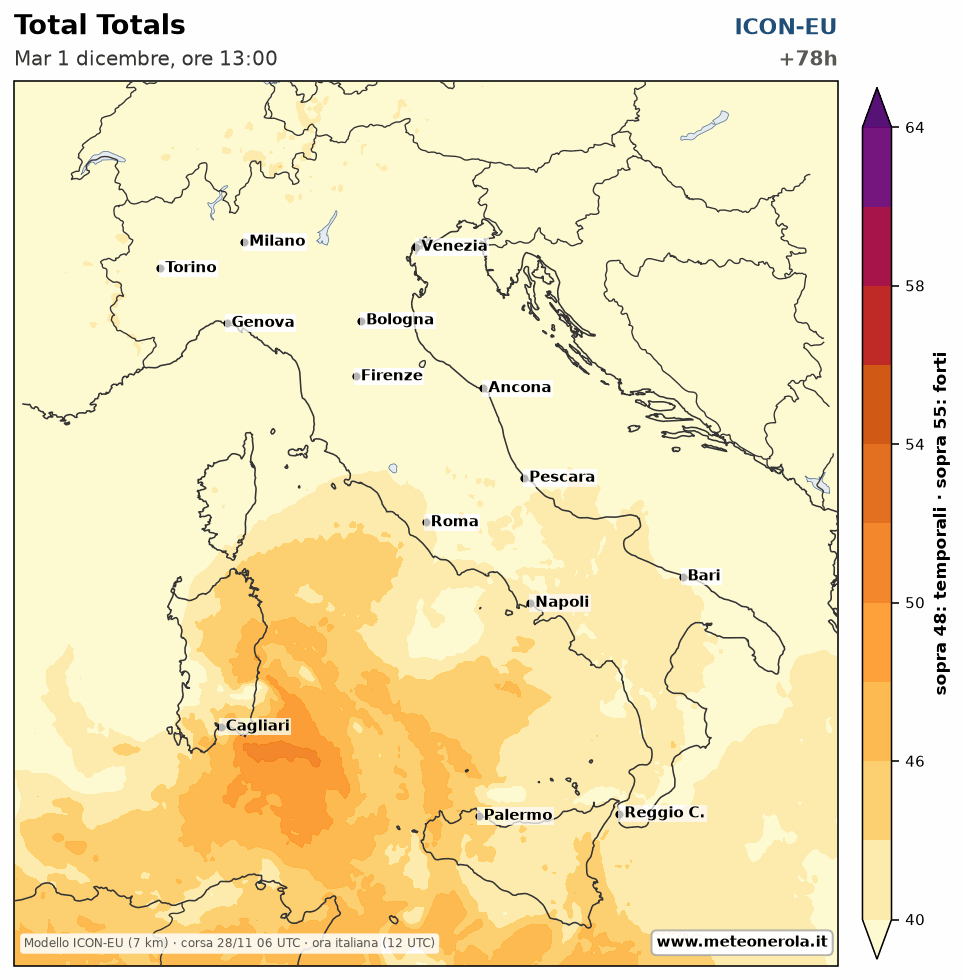 Total Totals
ICON-EU
Mar 1 dicembre, ore 13:00
+78h
64
58
54
50
46
40
sopra 48: temporali · sopra 55: forti
Milano
Venezia
Torino
Genova
Bologna
Firenze
Ancona
Pescara
Roma
Bari
Napoli
Cagliari
Palermo
Reggio C.
Modello ICON-EU (7 km) · corsa 28/11 06 UTC · ora italiana (12 UTC)
www.meteonerola.it